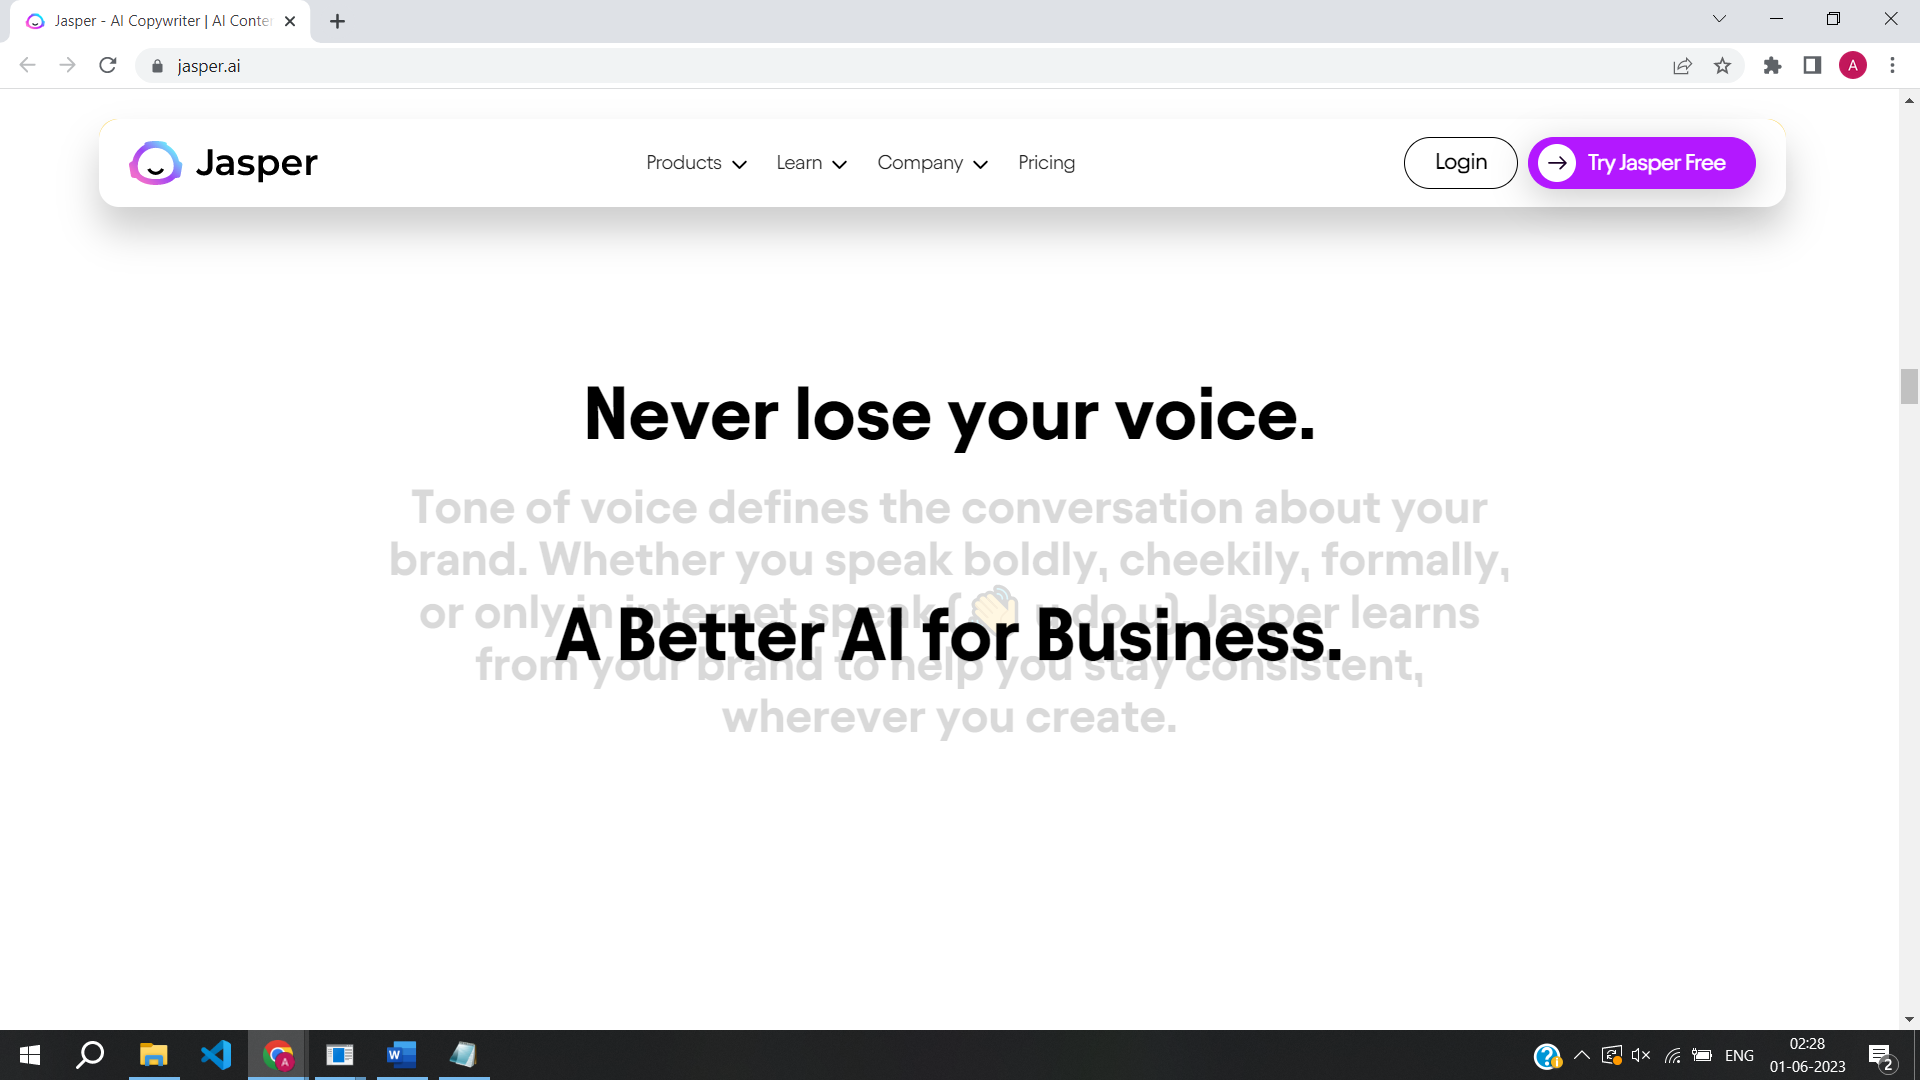 Jasper - AI Copywriter | AI Conten
jasper.ai
A
Jasper
Products
Learn
Company
Pricing
Login
Try Jasper Free
Never lose your voice.
Tone of voice defines the conversation about your
brand. Whether you speak boldly, cheekily, formally,
or only in internet speak (👋 u do u), Jasper learns
A Better AI for Business.
from your brand to help you stay consistent,
wherever you create.
ENG
02:28
01-06-2023
2